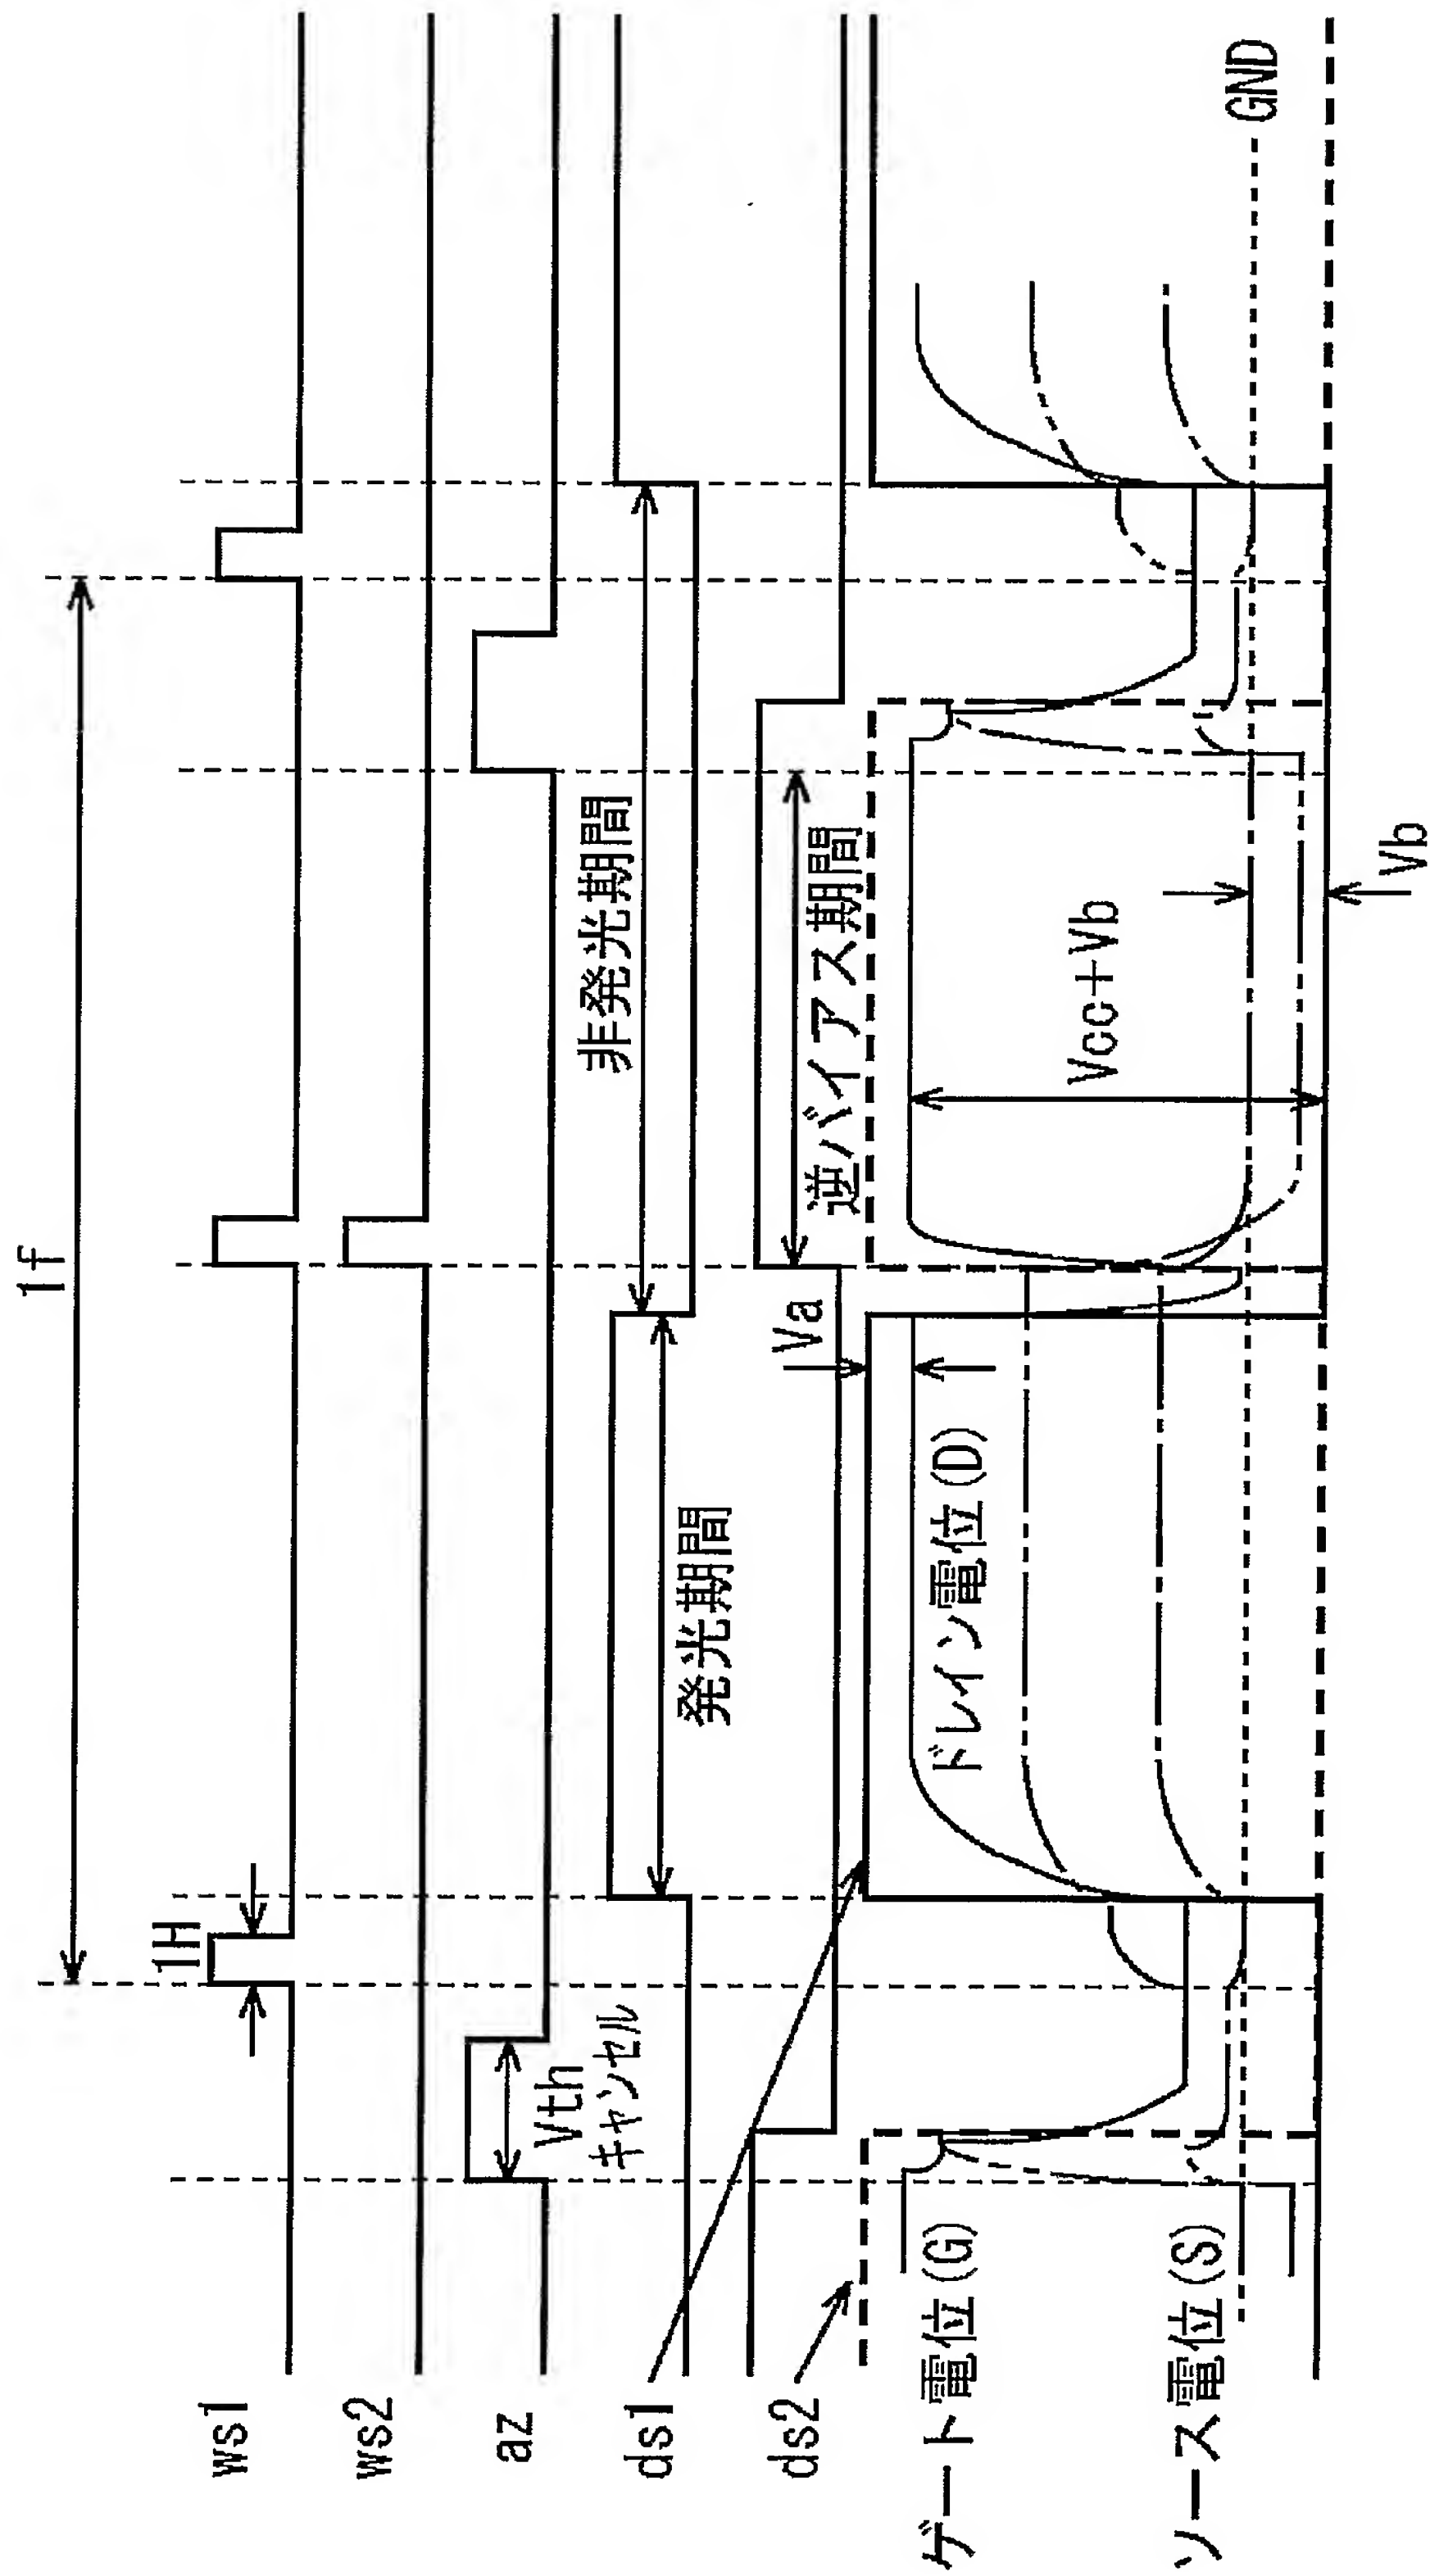 1f
ws1
1H
ws2
az
Vth
キャンセル
ds1
発光期間
非発光期間
ds2
逆バイアス期間
Va
ゲート電位(G)
ドレイン電位(D)
Vcc+Vb
ソース電位(S)
GND
Vb